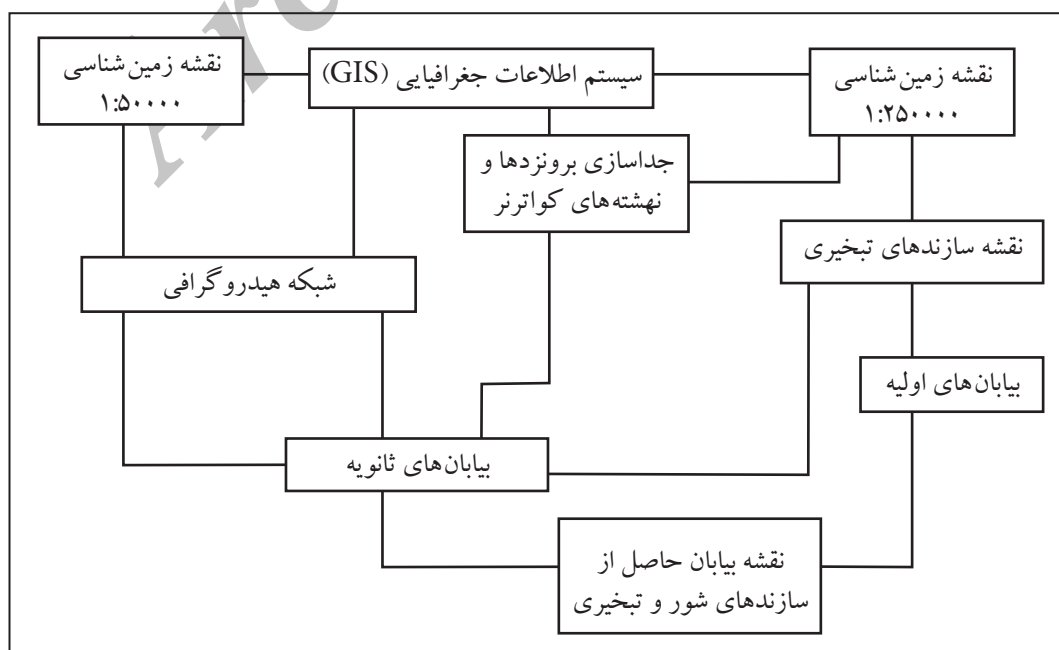 نقشه زمین‌شناسی
۱:۲۵۰۰۰۰
سیستم اطلاعات جغرافیایی (GIS)
نقشه زمین‌شناسی
۱:۵۰۰۰۰
جداسازی برونزدها و
نهشته‌های کواترنر
نقشه سازندهای تبخیری
شبکه هیدروگرافی
بیابان‌های اولیه
بیابان‌های ثانویه
نقشه بیابان حاصل از
سازندهای شور و تبخیری